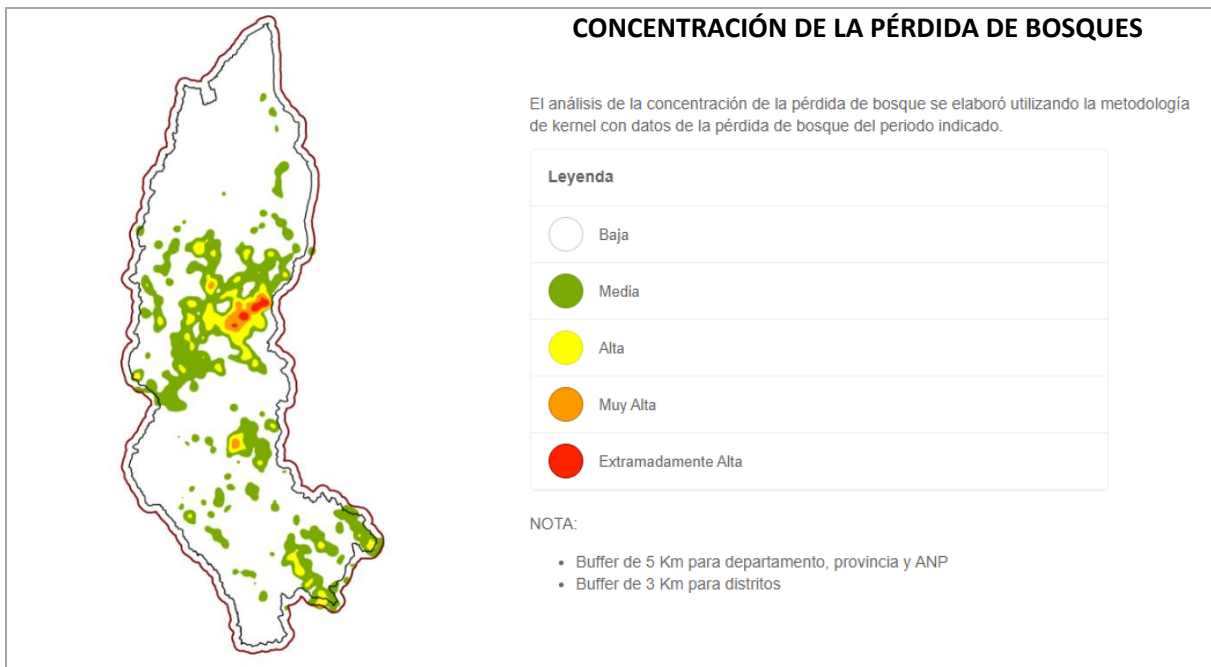 CONCENTRACIÓN DE LA PÉRDIDA DE BOSQUES
El análisis de la concentración de la pérdida de bosque se elaboró utilizando la metodología
de kernel con datos de la pérdida de bosque del periodo indicado.
Leyenda
Baja
Media
Alta
Muy Alta
Extramadamente Alta
NOTA:
• Buffer de 5 Km para departamento, provincia y ANP
• Buffer de 3 Km para distritos